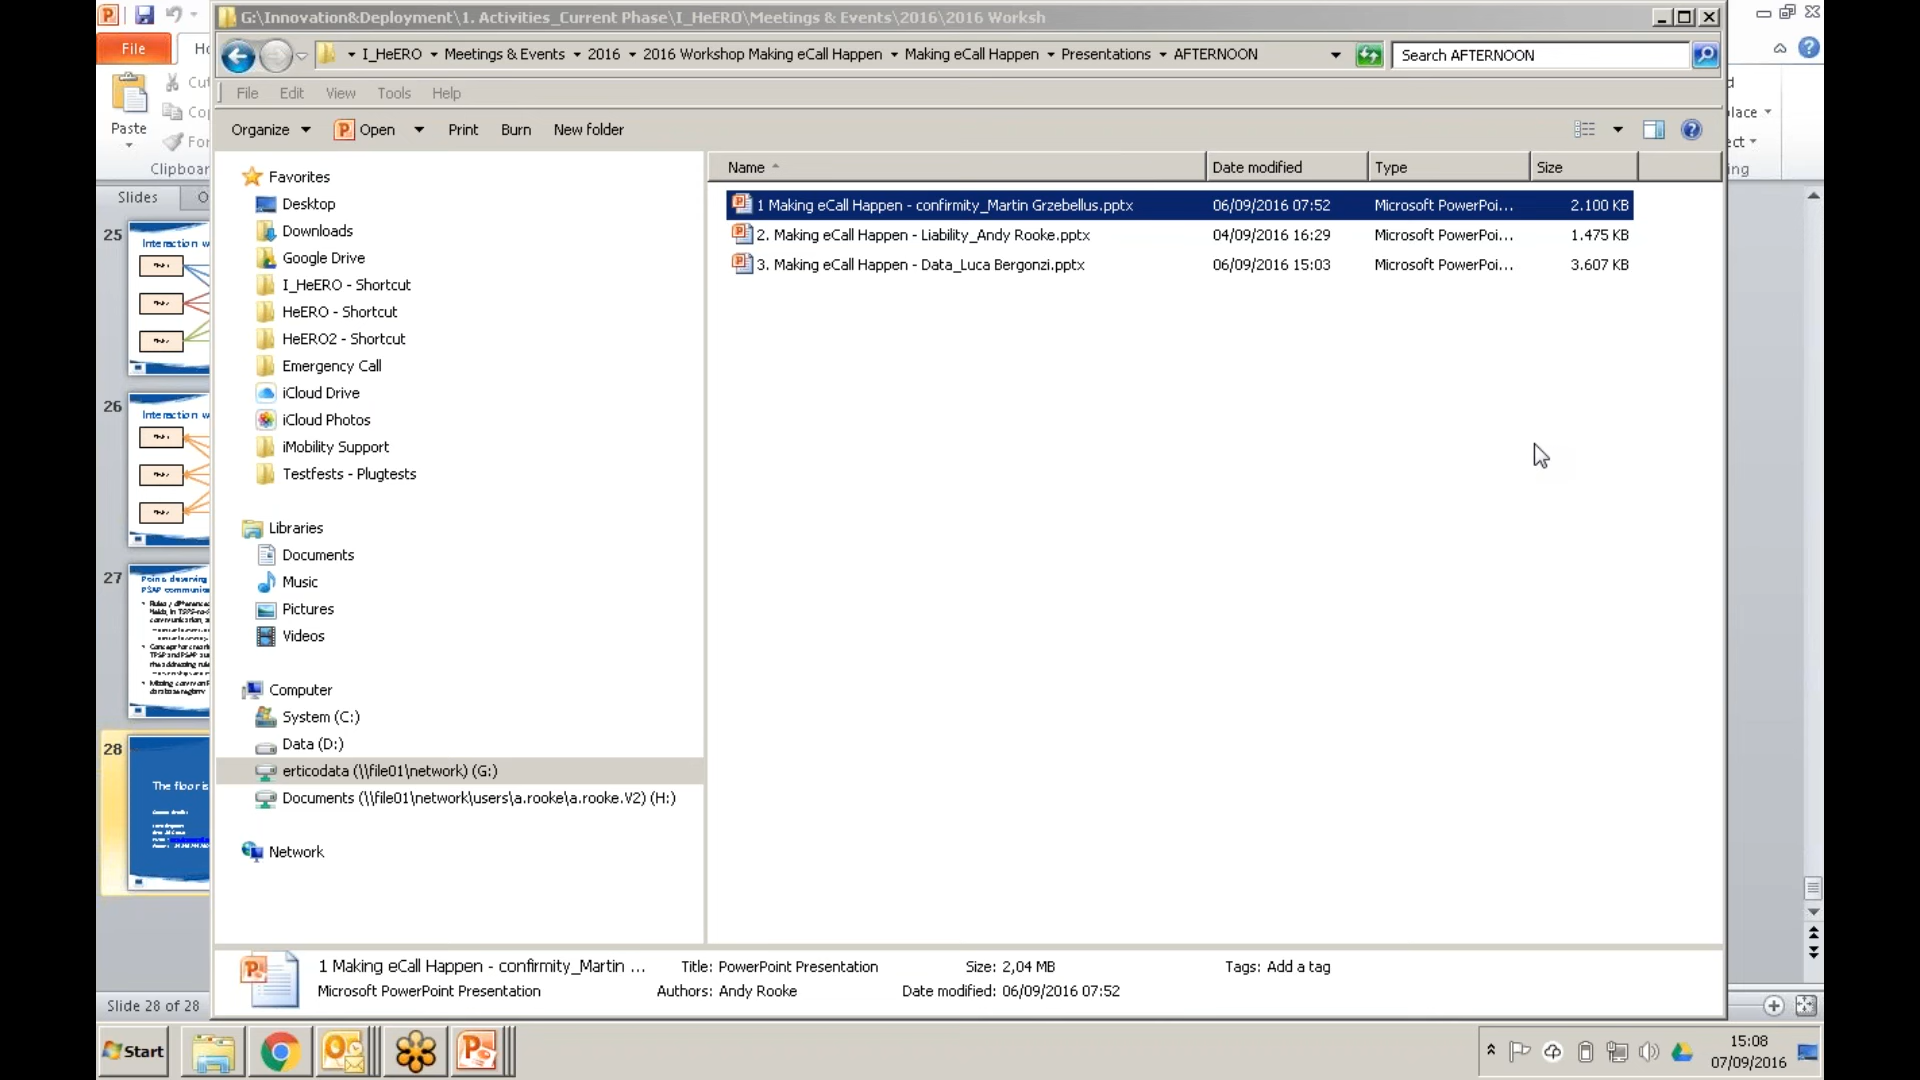 G:\Innovation&Deployment\1. Activities_Current Phase\I_HeERO\Meetings & Events\2016\2016 Worksh
File
I_HeERO Meetings & Events 2016 2016 Workshop Making eCall Happen Making eCall Happen Presentations AFTERNOON
Search AFTERNOON
File Edit View Tools Help
Paste
Organize Open Print Burn New folder
Clipboar
Slides
Name Date modified Type Size
Favorites
Desktop
Downloads
Google Drive
I_HeERO - Shortcut
HeERO - Shortcut
HeERO2 - Shortcut
Emergency Call
iCloud Drive
iCloud Photos
iMobility Support
Testfests - Plugtests
Libraries
Documents
Music
Pictures
Videos
Computer
System (C:)
Data (D:)
erticodata (\\file01\network) (G:)
Documents (\\file01\network\users\a.rooke\a.rooke.V2) (H:)
Network
1 Making eCall Happen - confirmity_Martin Grzebellus.pptx 06/09/2016 07:52 Microsoft PowerPoi... 2.100 KB
2. Making eCall Happen - Liability_Andy Rooke.pptx 04/09/2016 16:29 Microsoft PowerPoi... 1.475 KB
3. Making eCall Happen - Data_Luca Bergonzi.pptx 06/09/2016 15:03 Microsoft PowerPoi... 3.607 KB
25
Interaction w
26
Interaction w
27
28
The floor is
1 Making eCall Happen - confirmity_Martin ... Title: PowerPoint Presentation Size: 2,04 MB Tags: Add a tag
Microsoft PowerPoint Presentation Authors: Andy Rooke Date modified: 06/09/2016 07:52
Slide 28 of 28
Start
15:08
07/09/2016